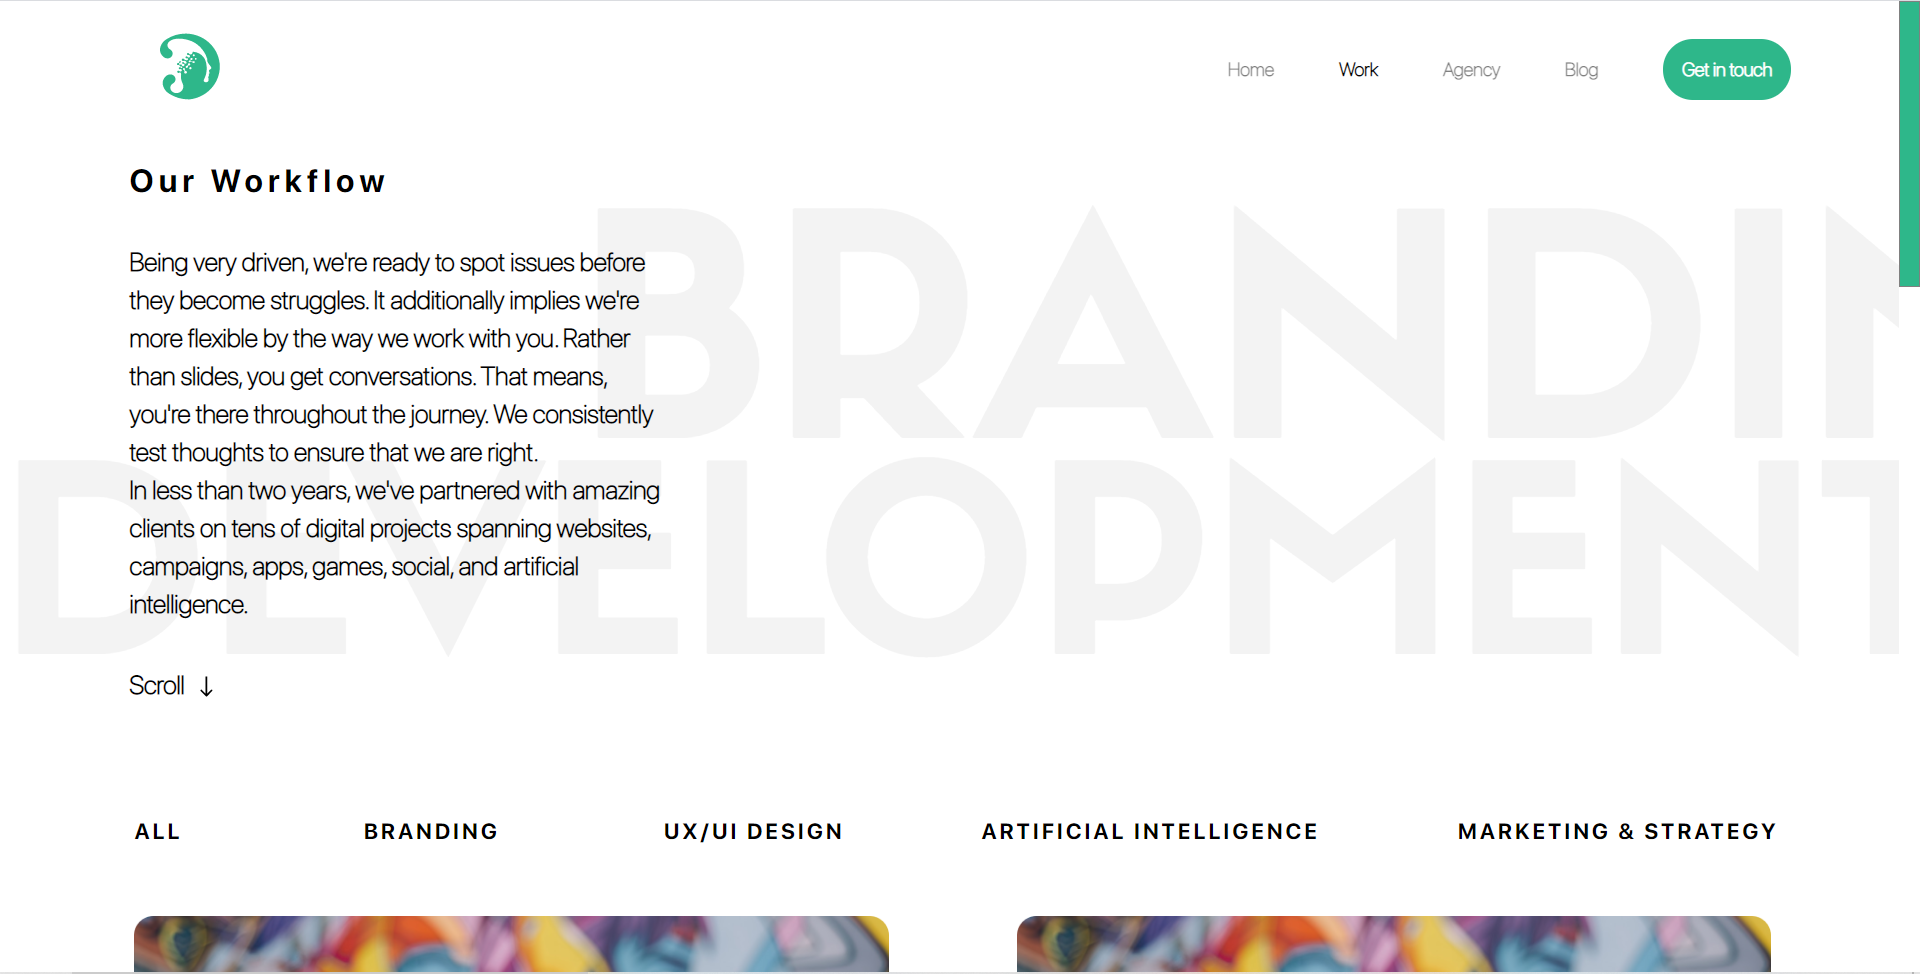 Home Work Agency Blog Get in touch
Our Workflow
BRANDIN
Being very driven, we're ready to spot issues before
they become struggles. It additionally implies we're
more flexible by the way we work with you. Rather
than slides, you get conversations. That means,
you're there throughout the journey. We consistently
test thoughts to ensure that we are right.
DEVELOPMENT
In less than two years, we've partnered with amazing
clients on tens of digital projects spanning websites,
campaigns, apps, games, social, and artificial
intelligence.
Scroll ↓
ALL BRANDING UX/UI DESIGN ARTIFICIAL INTELLIGENCE MARKETING & STRATEGY